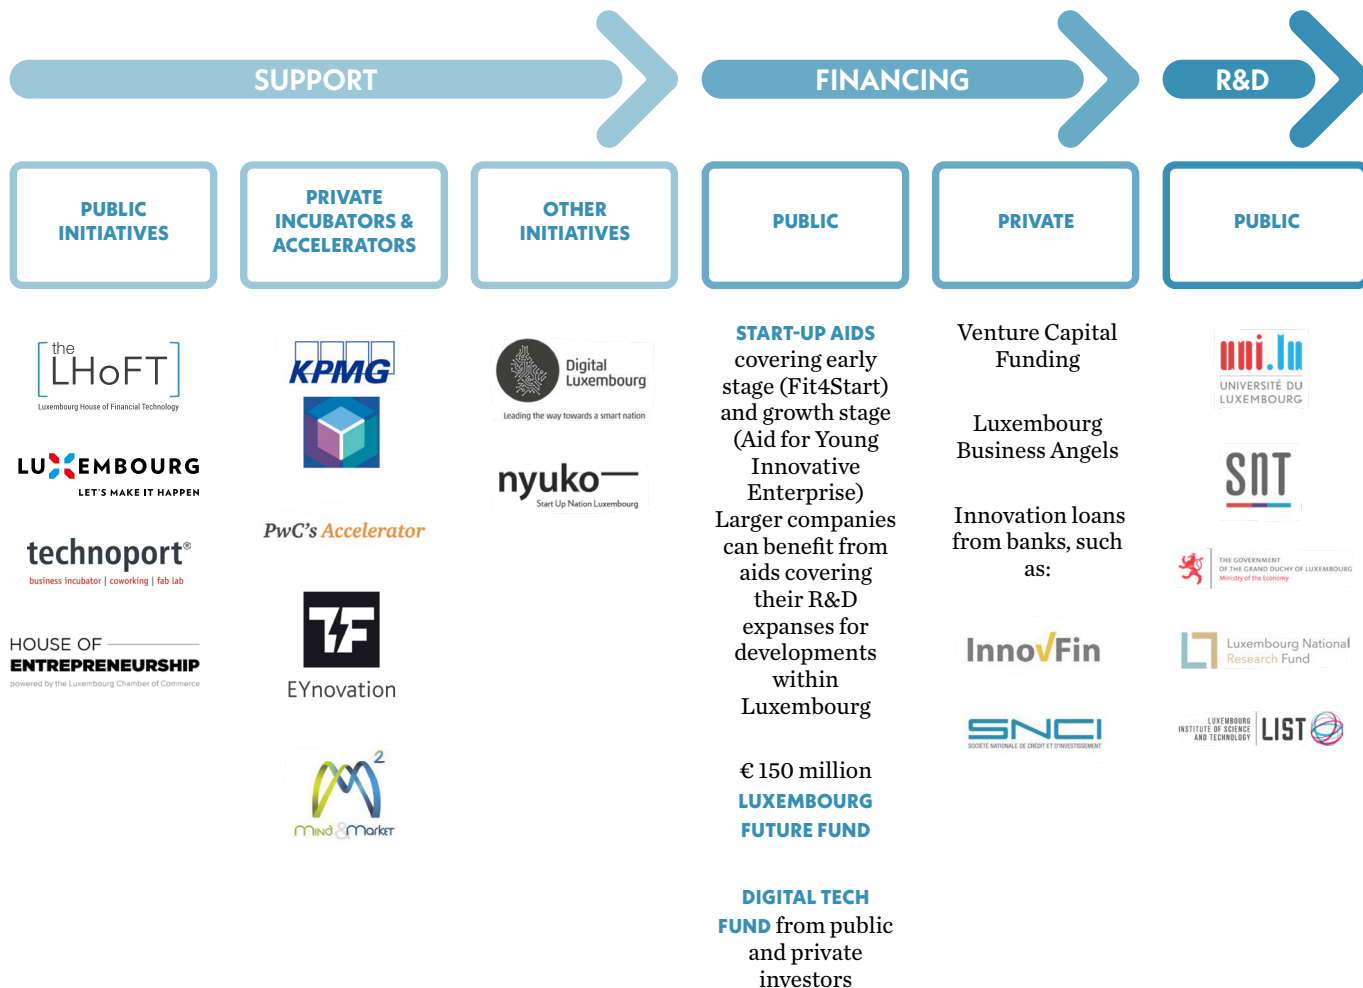 SUPPORT
FINANCING
R&D
PUBLIC
INITIATIVES
PRIVATE
INCUBATORS &
ACCELERATORS
OTHER
INITIATIVES
PUBLIC
PRIVATE
PUBLIC
the
LHoFT
Luxembourg House of Financial Technology
LUXEMBOURG
LET'S MAKE IT HAPPEN
technoport®
business incubator | coworking | fab lab
HOUSE OF
ENTREPRENEURSHIP
powered by the Luxembourg Chamber of Commerce
KPMG
PwC's Accelerator
EYnovation
M2
Mind & Market
Digital
Luxembourg
Leading the way towards a smart nation
nyuko
Start Up Nation Luxembourg
START-UP AIDS
covering early
stage (Fit4Start)
and growth stage
(Aid for Young
Innovative
Enterprise)
Larger companies
can benefit from
aids covering
their R&D
expanses for
developments
within
Luxembourg
€ 150 million
LUXEMBOURG
FUTURE FUND
DIGITAL TECH
FUND from public
and private
investors
Venture Capital
Funding
Luxembourg
Business Angels
Innovation loans
from banks, such
as:
InnovFin
SNCI
SOCIÉTÉ NATIONALE DE CRÉDIT ET D'INVESTISSEMENT
uni.lu
UNIVERSITÉ DU
LUXEMBOURG
SNT
THE GOVERNMENT
OF THE GRAND DUCHY OF LUXEMBOURG
Ministry of the Economy
Luxembourg National
Research Fund
LUXEMBOURG
INSTITUTE OF SCIENCE
AND TECHNOLOGY
LIST